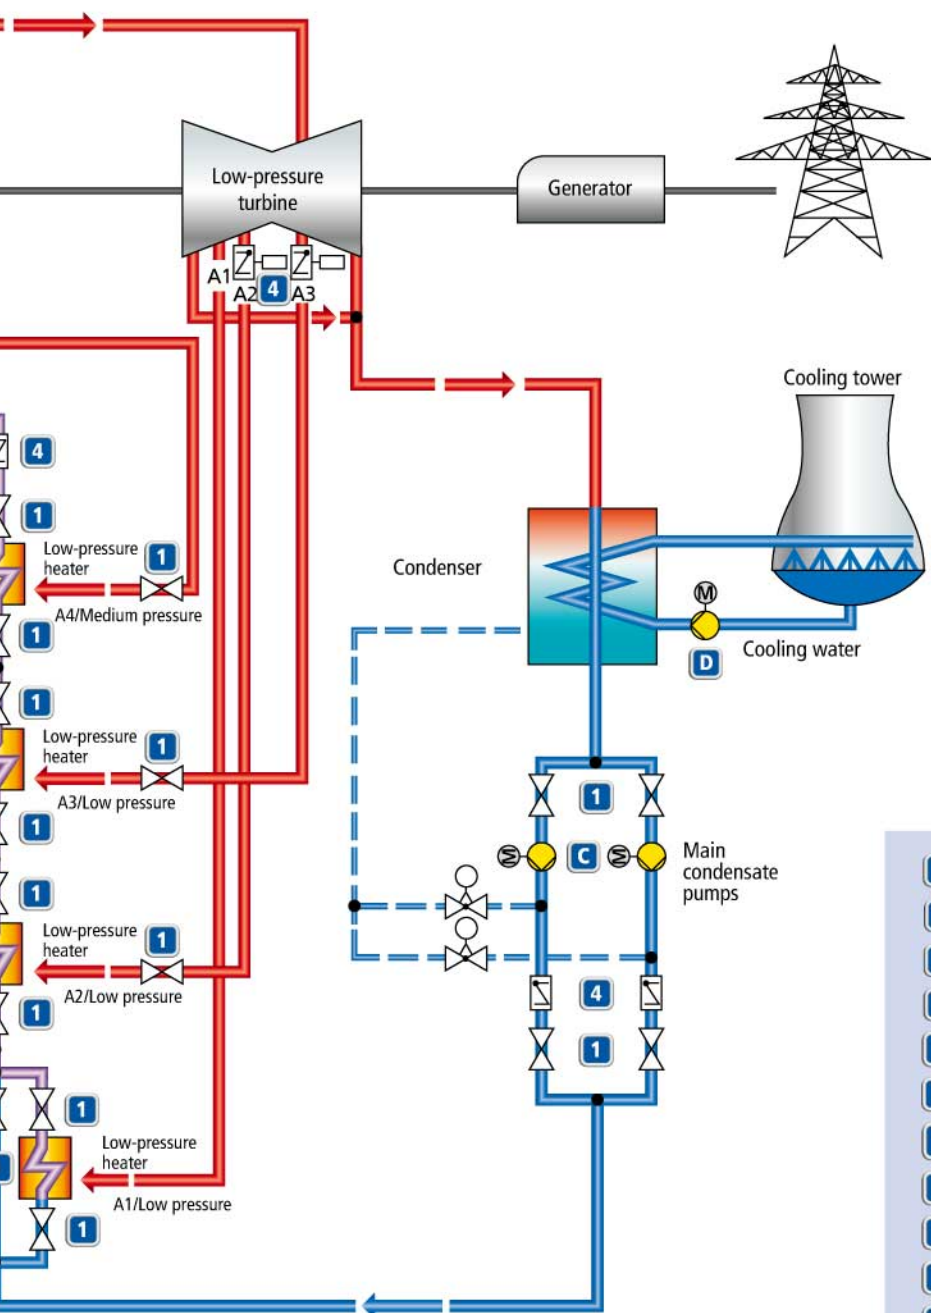 Low-pressure
turbine
Generator
A1
A2
4
A3
Cooling tower
4
1
Low-pressure
heater
1
A4/Medium pressure
Condenser
M
D
Cooling water
1
1
Low-pressure
heater
1
A3/Low pressure
1
1
M
C
M
Main
condensate
pumps
1
Low-pressure
heater
1
A2/Low pressure
1
4
1
1
Low-pressure
heater
A1/Low pressure
1